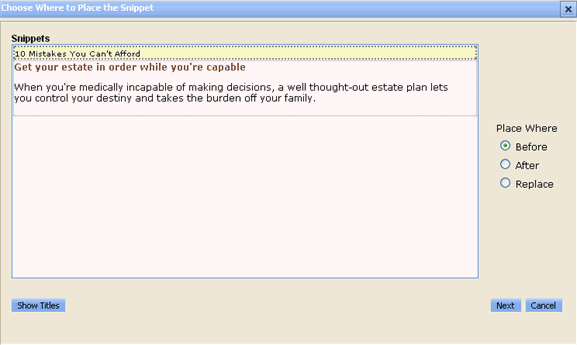 Choose Where to Place the Snippet
Snippets
10 Mistakes You Can't Afford
Get your estate in order while you're capable
When you're medically incapable of making decisions, a well thought-out estate plan lets
you control your destiny and takes the burden off your family.
Place Where
Before
After
Replace
Show Titles
Next
Cancel